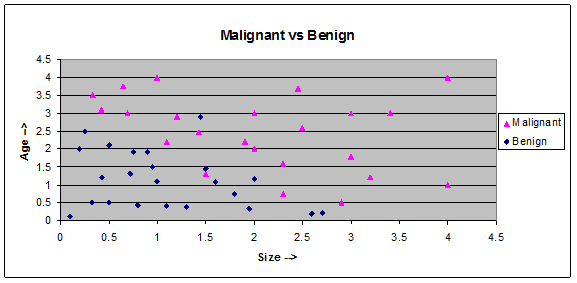 Malignant vs Benign
4.5
4
3.5
3
2.5
2
1.5
1
0.5
0
Age -->
0 0.5 1 1.5 2 2.5 3 3.5 4 4.5
Size -->
Malignant
Benign